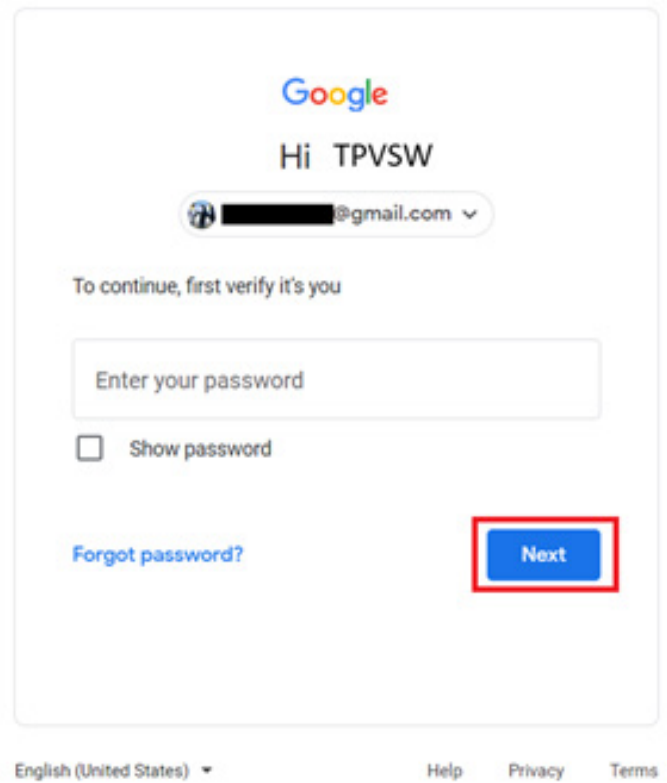 Google
Hi TPVSW
@gmail.com
To continue, first verify it's you
Enter your password
Show password
Forgot password? Next
English (United States) Help Privacy Terms